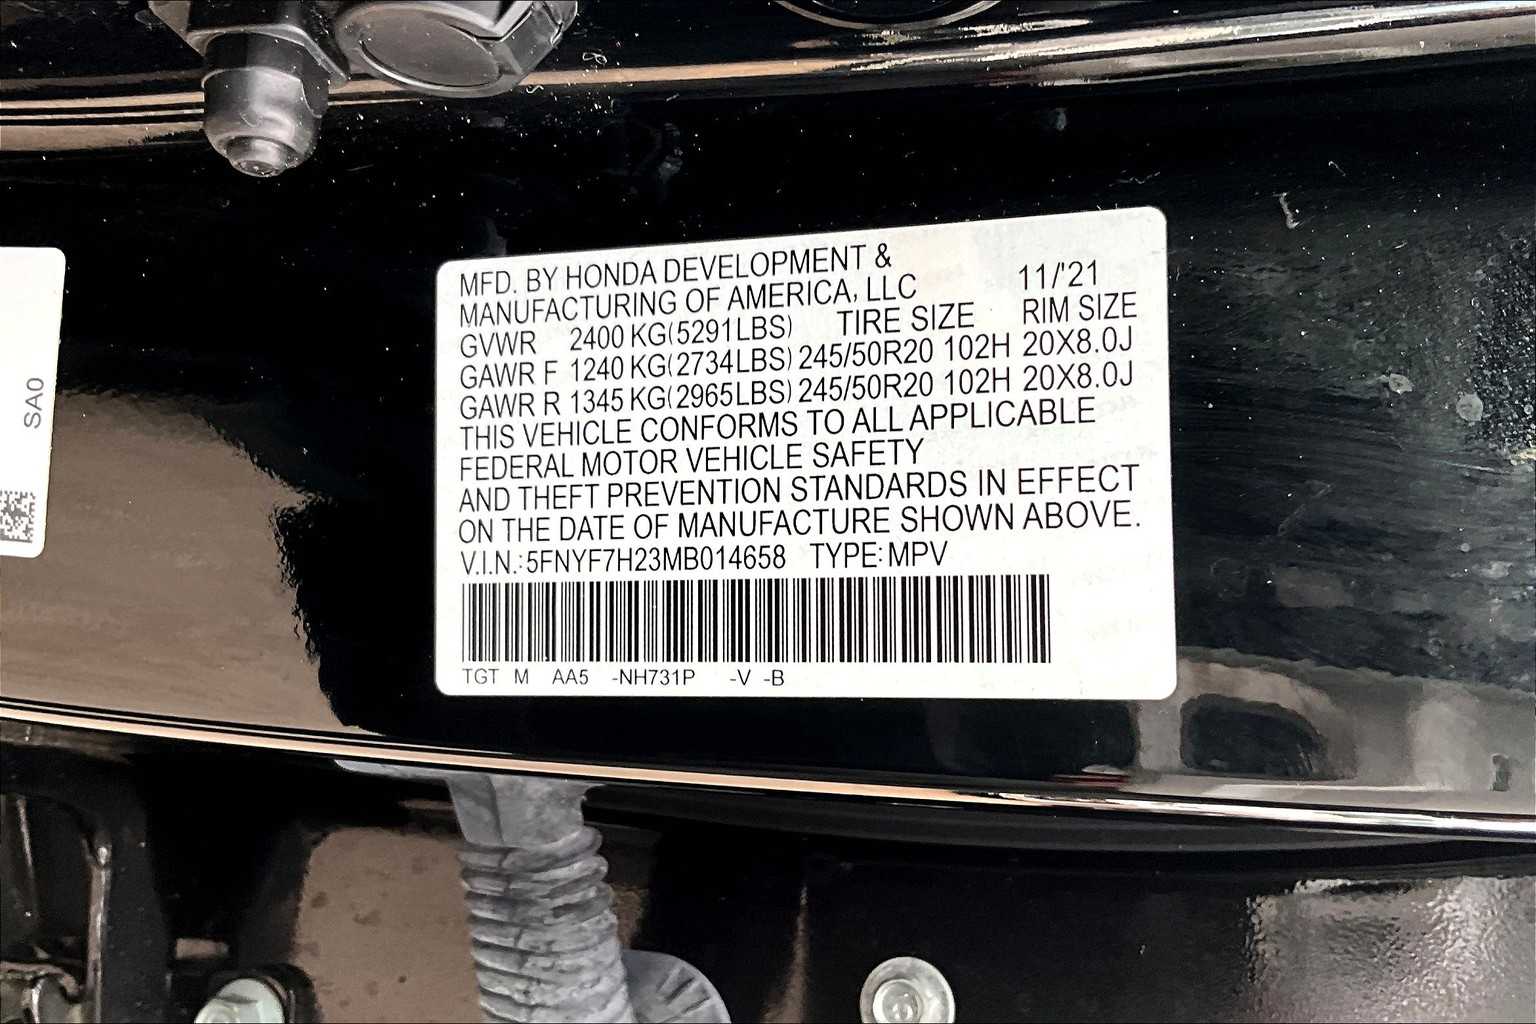 MFD. BY HONDA DEVELOPMENT &
MANUFACTURING OF AMERICA, LLC 11/'21
GVWR 2400 KG(5291LBS) TIRE SIZE RIM SIZE
GAWR F 1240 KG(2734LBS) 245/50R20 102H 20X8.0J
GAWR R 1345 KG(2965LBS) 245/50R20 102H 20X8.0J
THIS VEHICLE CONFORMS TO ALL APPLICABLE
FEDERAL MOTOR VEHICLE SAFETY
AND THEFT PREVENTION STANDARDS IN EFFECT
ON THE DATE OF MANUFACTURE SHOWN ABOVE.
V.I.N.: 5FNYF7H23MB014658 TYPE: MPV
TGT M AA5 -NH731P -V -B
SA0